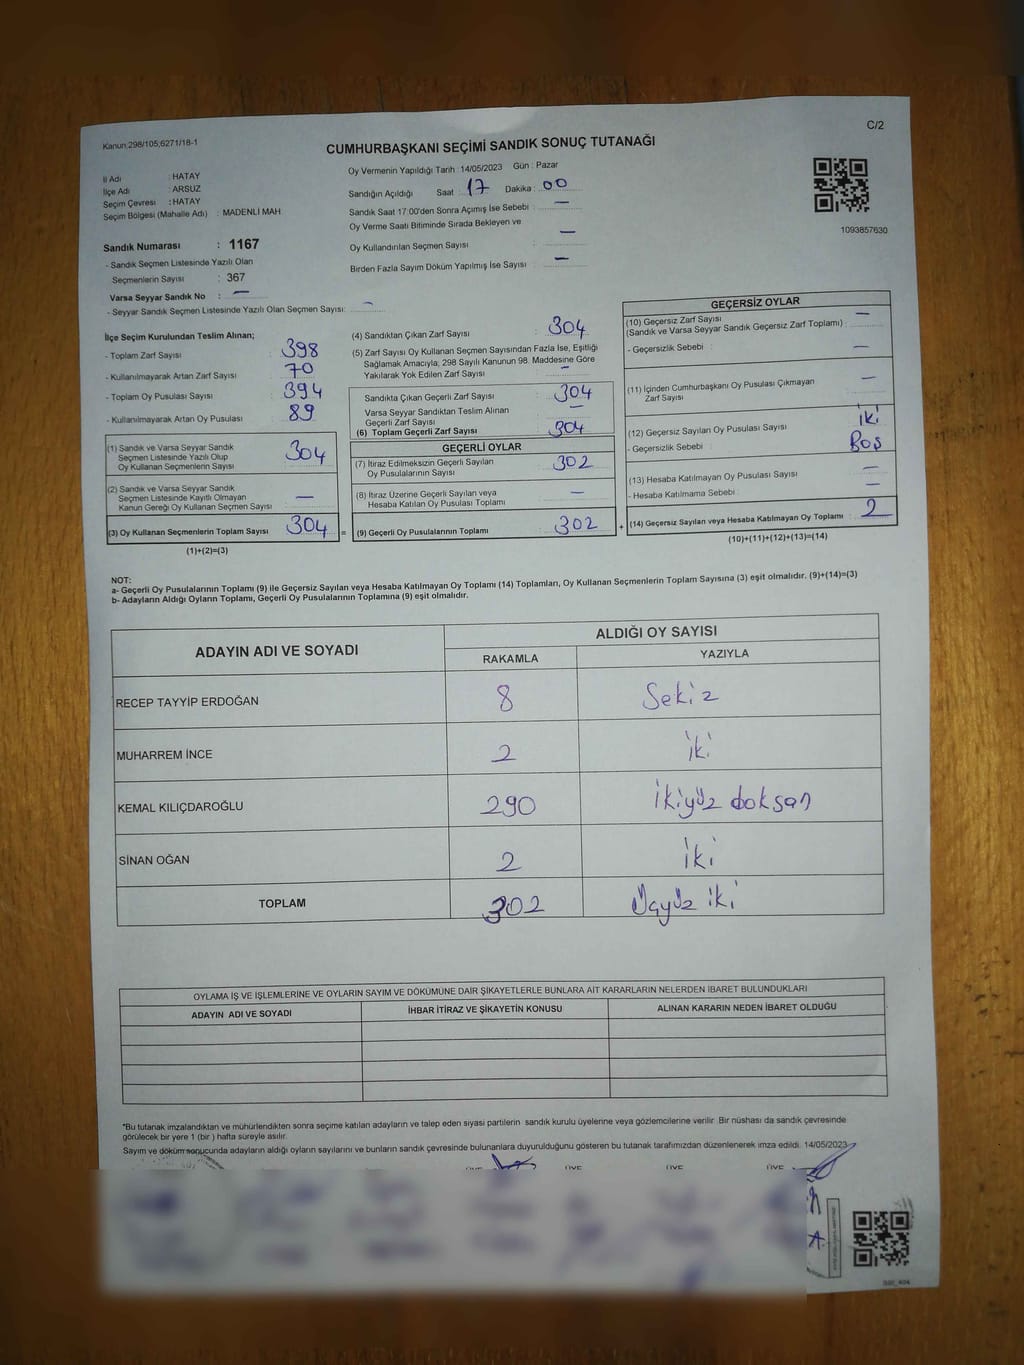 Kanun;298/105;6271/18-1
C/2
CUMHURBAŞKANI SEÇİMİ SANDIK SONUÇ TUTANAĞI
İl Adı : HATAY
İlçe Adı : ARSUZ
Seçim Çevresi : HATAY
Seçim Bölgesi (Mahalle Adı) : MADENLİ MAH
Oy Vermenin Yapıldığı Tarih : 14/05/2023 Gün : Pazar
Sandığın Açıldığı Saat : 17 Dakika : 00
Sandık Saat 17:00'den Sonra Açımış İse Sebebi : —
Oy Verme Saati Bitiminde Sırada Bekleyen ve
Oy Kullandırılan Seçmen Sayısı : —
Birden Fazla Sayım Döküm Yapılmış İse Sayısı : —
1093857630
Sandık Numarası : 1167
- Sandık Seçmen Listesinde Yazılı Olan
Seçmenlerin Sayısı : 367
Varsa Seyyar Sandık No : —
- Seyyar Sandık Seçmen Listesinde Yazılı Olan Seçmen Sayısı: —
İlçe Seçim Kurulundan Teslim Alınan;
- Toplam Zarf Sayısı : 398
- Kullanılmayarak Artan Zarf Sayısı : 70
- Toplam Oy Pusulası Sayısı : 394
- Kullanılmayarak Artan Oy Pusulası : 89
(1) Sandık ve Varsa Seyyar Sandık
Seçmen Listesinde Yazılı Olup
Oy Kullanan Seçmenlerin Sayısı : 304
(2) Sandık ve Varsa Seyyar Sandık
Seçmen Listesinde Kayıtlı Olmayan
Kanun Gereği Oy Kullanan Seçmen Sayısı : —
(3) Oy Kullanan Seçmenlerin Toplam Sayısı : 304 =
(1)+(2)=(3)
(4) Sandıktan Çıkan Zarf Sayısı : 304
(5) Zarf Sayısı Oy Kullanan Seçmen Sayısından Fazla İse, Eşitliği
Sağlamak Amacıyla, 298 Sayılı Kanunun 98. Maddesine Göre
Yakılarak Yok Edilen Zarf Sayısı : —
Sandıkta Çıkan Geçerli Zarf Sayısı : 304
Varsa Seyyar Sandıktan Teslim Alınan
Geçerli Zarf Sayısı : —
(6) Toplam Geçerli Zarf Sayısı : 304
GEÇERLİ OYLAR
(7) İtiraz Edilmeksizin Geçerli Sayılan
Oy Pusulalarının Sayısı : 302
(8) İtiraz Üzerine Geçerli Sayılan veya
Hesaba Katılan Oy Pusulası Toplamı : —
(9) Geçerli Oy Pusulalarının Toplamı : 302 +
GEÇERSİZ OYLAR
(10) Geçersiz Zarf Sayısı
(Sandık ve Varsa Seyyar Sandık Geçersiz Zarf Toplamı) : —
- Geçersizlik Sebebi : —
(11) İçinden Cumhurbaşkanı Oy Pusulası Çıkmayan
Zarf Sayısı : —
(12) Geçersiz Sayılan Oy Pusulası Sayısı : iki
- Geçersizlik Sebebi : Boş
(13) Hesaba Katılmayan Oy Pusulası Sayısı : —
- Hesaba Katılmama Sebebi : —
(14) Geçersiz Sayılan veya Hesaba Katılmayan Oy Toplamı : 2
(10)+(11)+(12)+(13)=(14)
NOT:
a- Geçerli Oy Pusulalarının Toplamı (9) ile Geçersiz Sayılan veya Hesaba Katılmayan Oy Toplamı (14) Toplamları, Oy Kullanan Seçmenlerin Toplam Sayısına (3) eşit olmalıdır. (9)+(14)=(3)
b- Adayların Aldığı Oyların Toplamı, Geçerli Oy Pusulalarının Toplamına (9) eşit olmalıdır.
ADAYIN ADI VE SOYADI
ALDIĞI OY SAYISI
RAKAMLA YAZIYLA
RECEP TAYYİP ERDOĞAN 8 Sekiz
MUHARREM İNCE 2 iki
KEMAL KILIÇDAROĞLU 290 ikiyüz doksan
SİNAN OĞAN 2 iki
TOPLAM 302 Üçyüz iki
OYLAMA İŞ VE İŞLEMLERİNE VE OYLARIN SAYIM VE DÖKÜMÜNE DAİR ŞİKAYETLERLE BUNLARA AİT KARARLARIN NELERDEN İBARET BULUNDUKLARI
ADAYIN ADI VE SOYADI İHBAR İTİRAZ VE ŞİKAYETİN KONUSU ALINAN KARARIN NEDEN İBARET OLDUĞU
*Bu tutanak imzalandıktan ve mühürlendikten sonra seçime katılan adayların ve talep eden siyasi partilerin sandık kurulu üyelerine veya gözlemcilerine verilir. Bir nüshası da sandık çevresinde
görülecek bir yere 1 (bir ) hafta süreyle asılır.
Sayım ve döküm sonucunda adayların aldığı oyların sayılarını ve bunların sandık çevresinde bulunanlara duyurulduğunu gösteren bu tutanak tarafımızdan düzenlenerek imza edildi. 14/05/2023